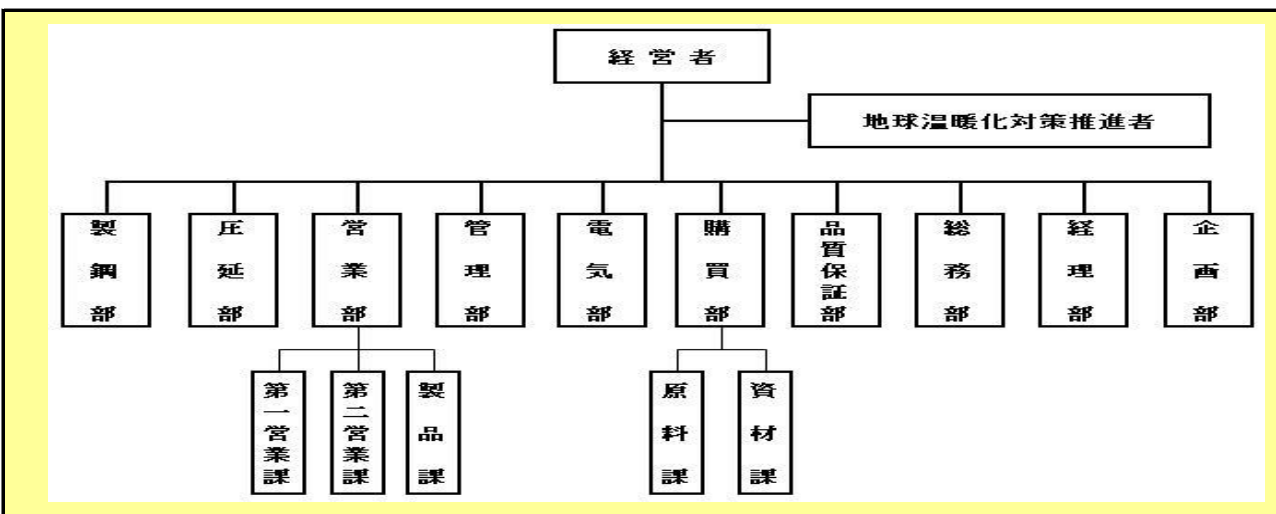 経営者
地球温暖化対策推進者
製鋼部
圧延部
営業部
管理部
電気部
購買部
品質保証部
総務部
経理部
企画部
第一営業課
第二営業課
製品課
原料課
資材課